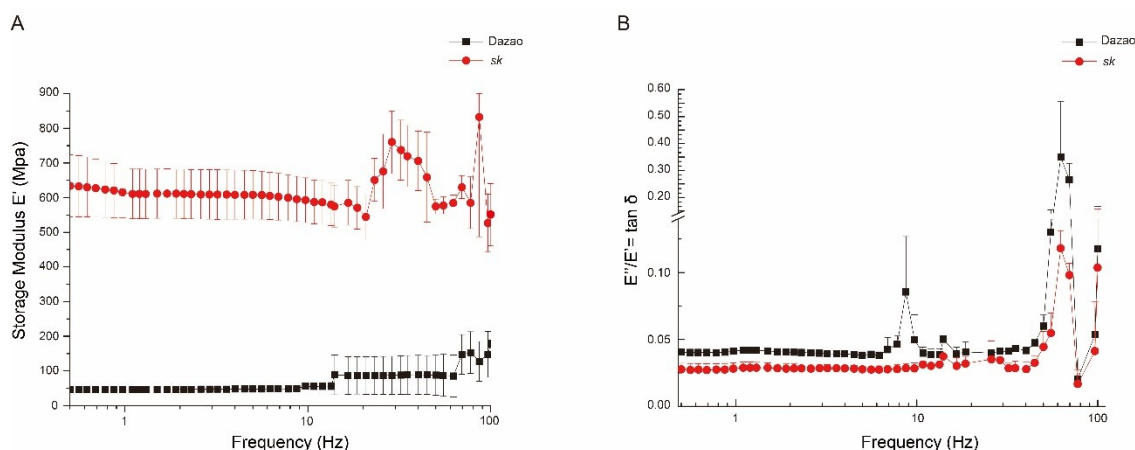 A
Dazao
sk
900
800
700
600
500
400
300
200
100
0
Storage Modulus E' (Mpa)
1
10
100
Frequency (Hz)
B
Dazao
sk
0.60
0.50
0.40
0.30
0.20
0.10
0.05
0.00
E''/E'= tan δ
1
10
100
Frequency (Hz)